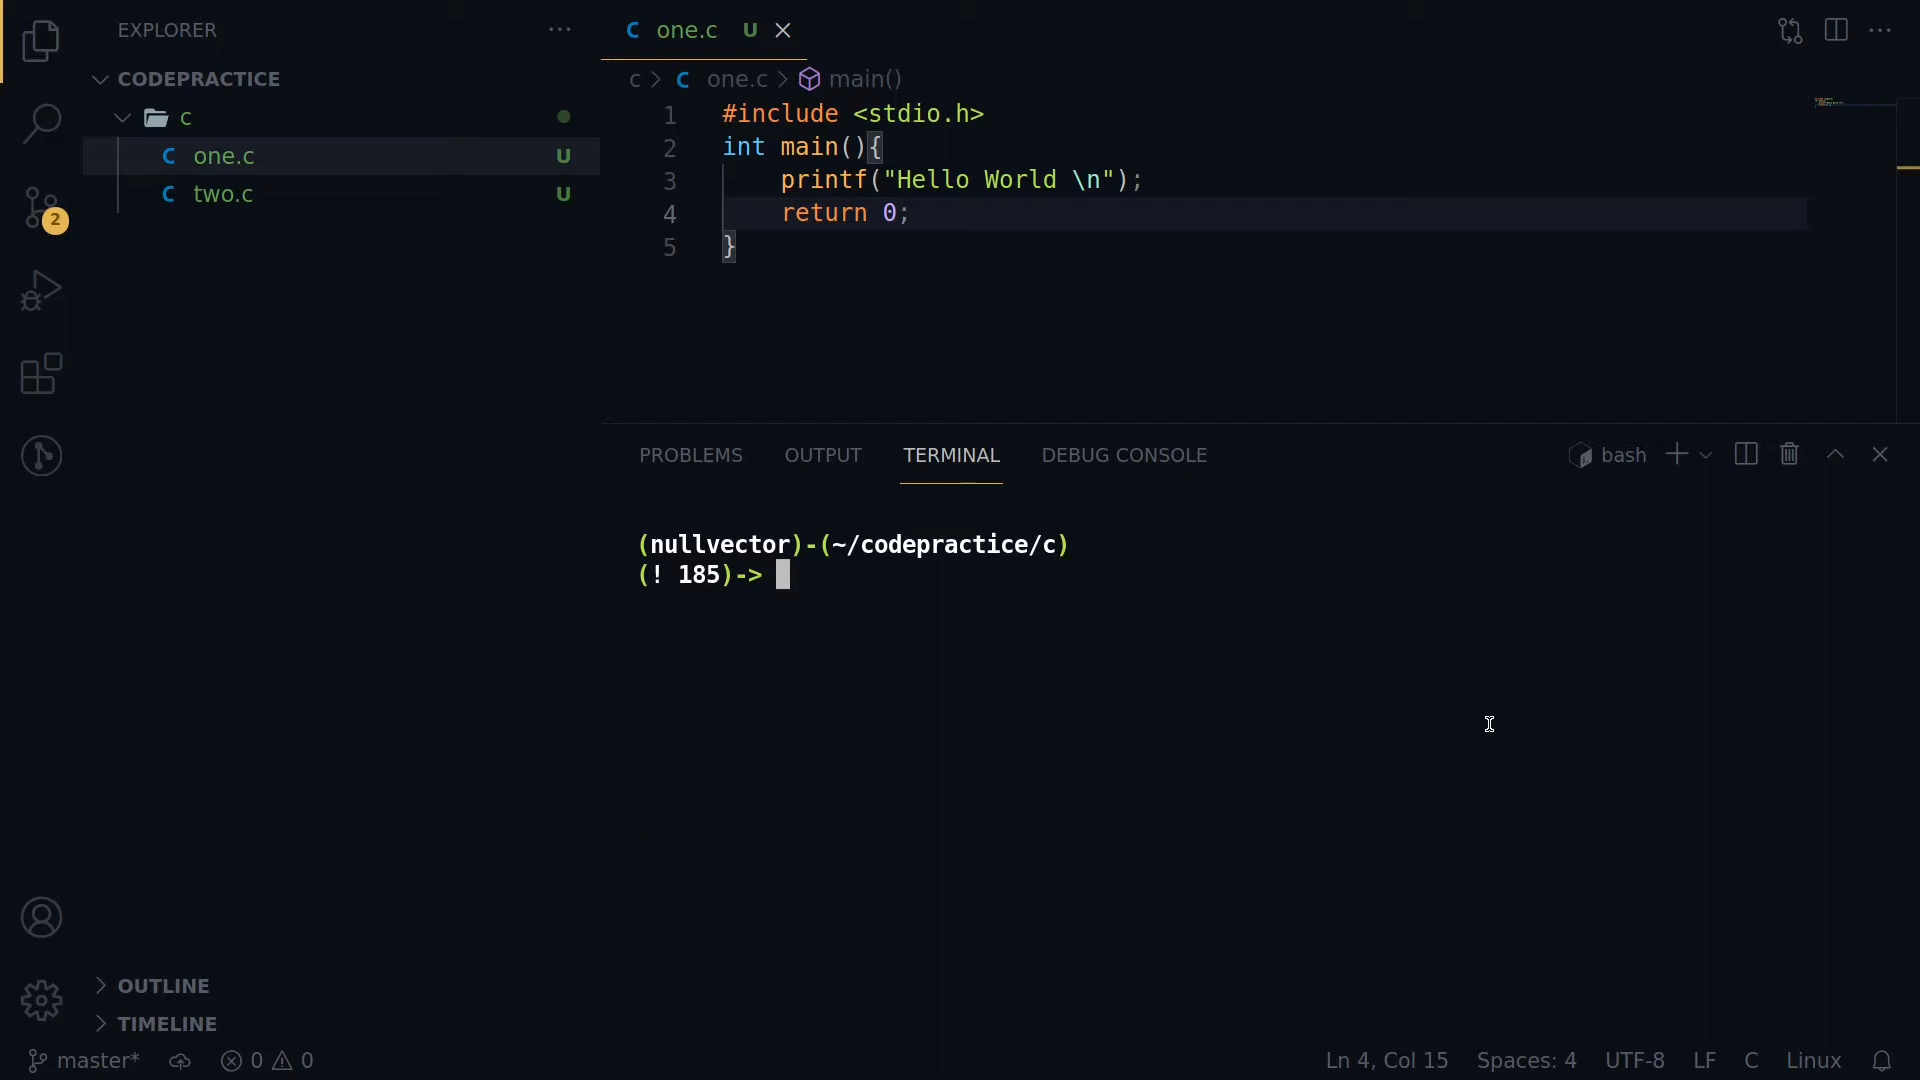 EXPLORER
CODEPRACTICE
c
C one.c U
C two.c U
2
OUTLINE
TIMELINE
C one.c U
c > C one.c > main()
1 #include <stdio.h>
2 int main(){
3 printf("Hello World \n");
4 return 0;
5 }
PROBLEMS OUTPUT TERMINAL DEBUG CONSOLE bash
(nullvector)-(~/codepractice/c)
(! 185)->
master* 0 0 Ln 4, Col 15 Spaces: 4 UTF-8 LF C Linux